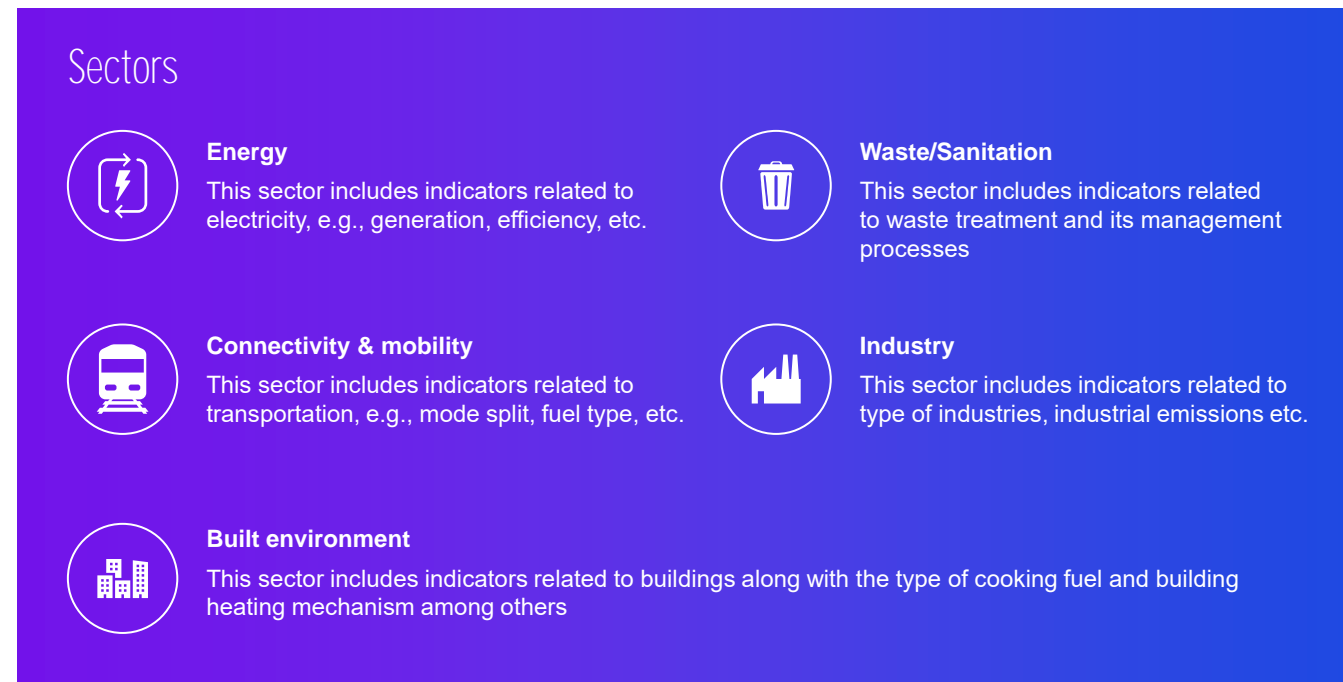 Sectors
Energy
This sector includes indicators related to
electricity, e.g., generation, efficiency, etc.
Waste/Sanitation
This sector includes indicators related
to waste treatment and its management
processes
Connectivity & mobility
This sector includes indicators related to
transportation, e.g., mode split, fuel type, etc.
Industry
This sector includes indicators related to
type of industries, industrial emissions etc.
Built environment
This sector includes indicators related to buildings along with the type of cooking fuel and building
heating mechanism among others